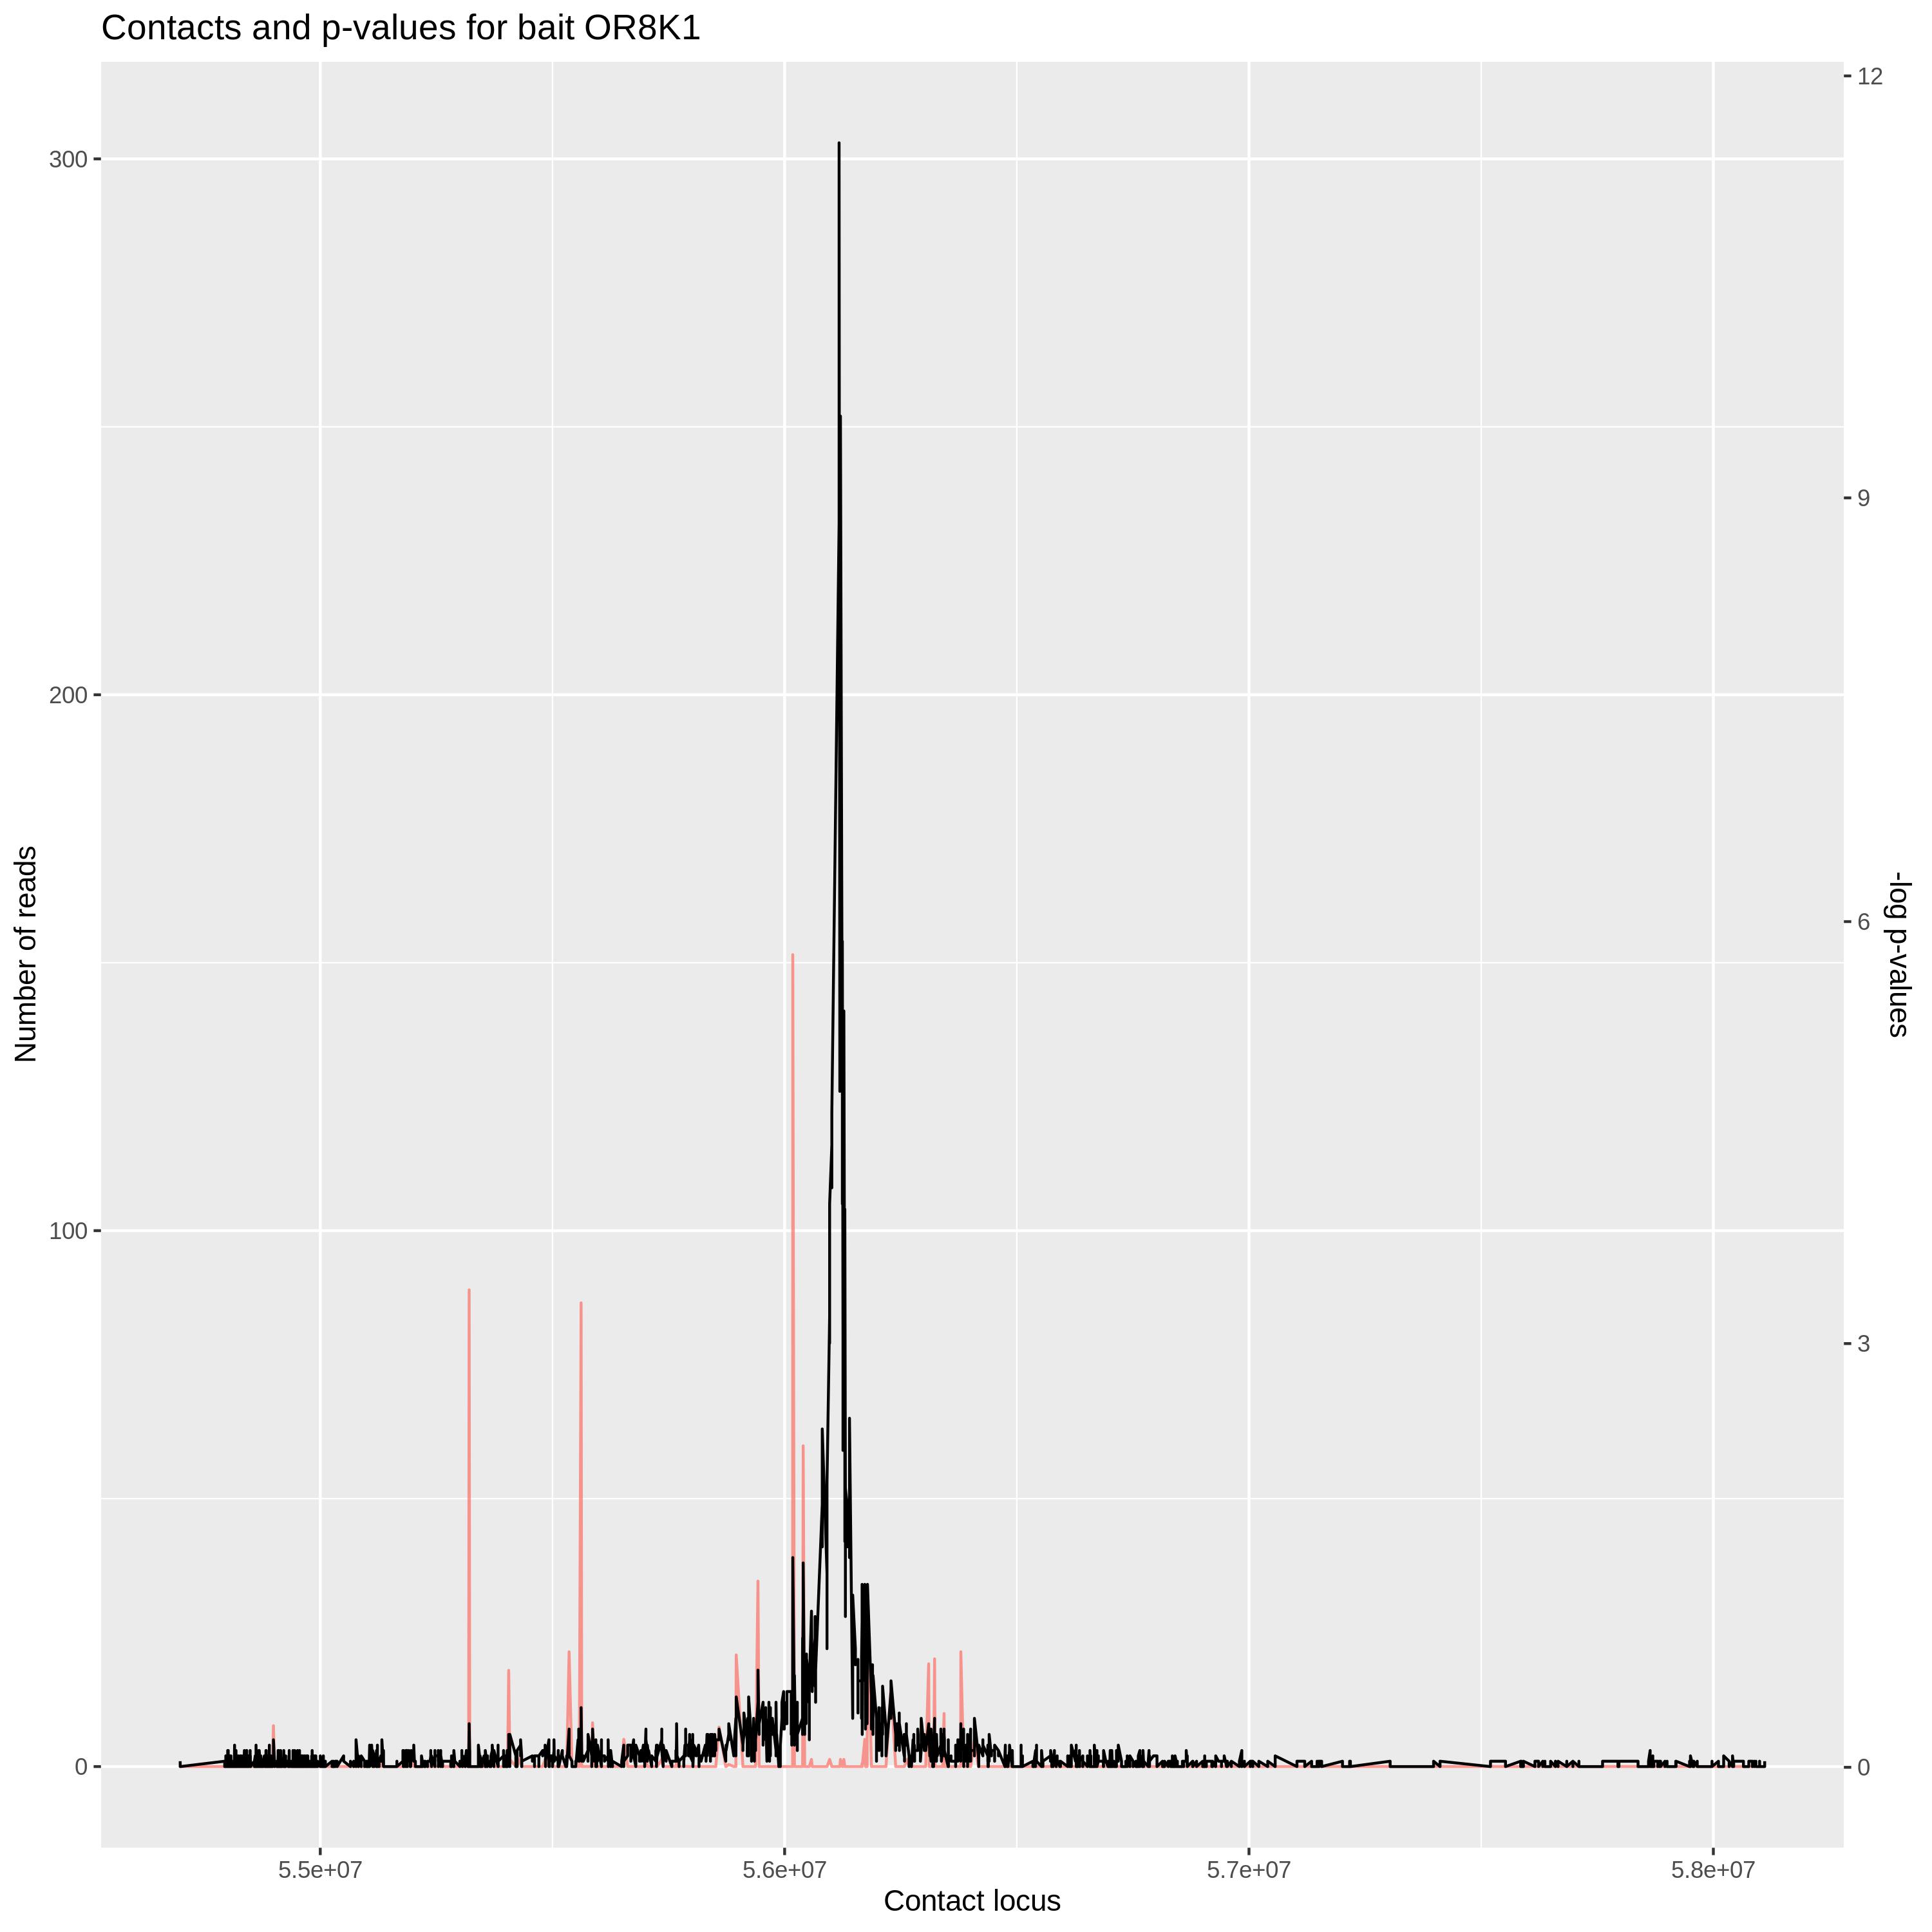 Contacts and p-values for bait OR8K1
12
300
9
200
6
Number of reads
-log p-values
100
3
0
0
5.5e+07
5.6e+07
5.7e+07
5.8e+07
Contact locus